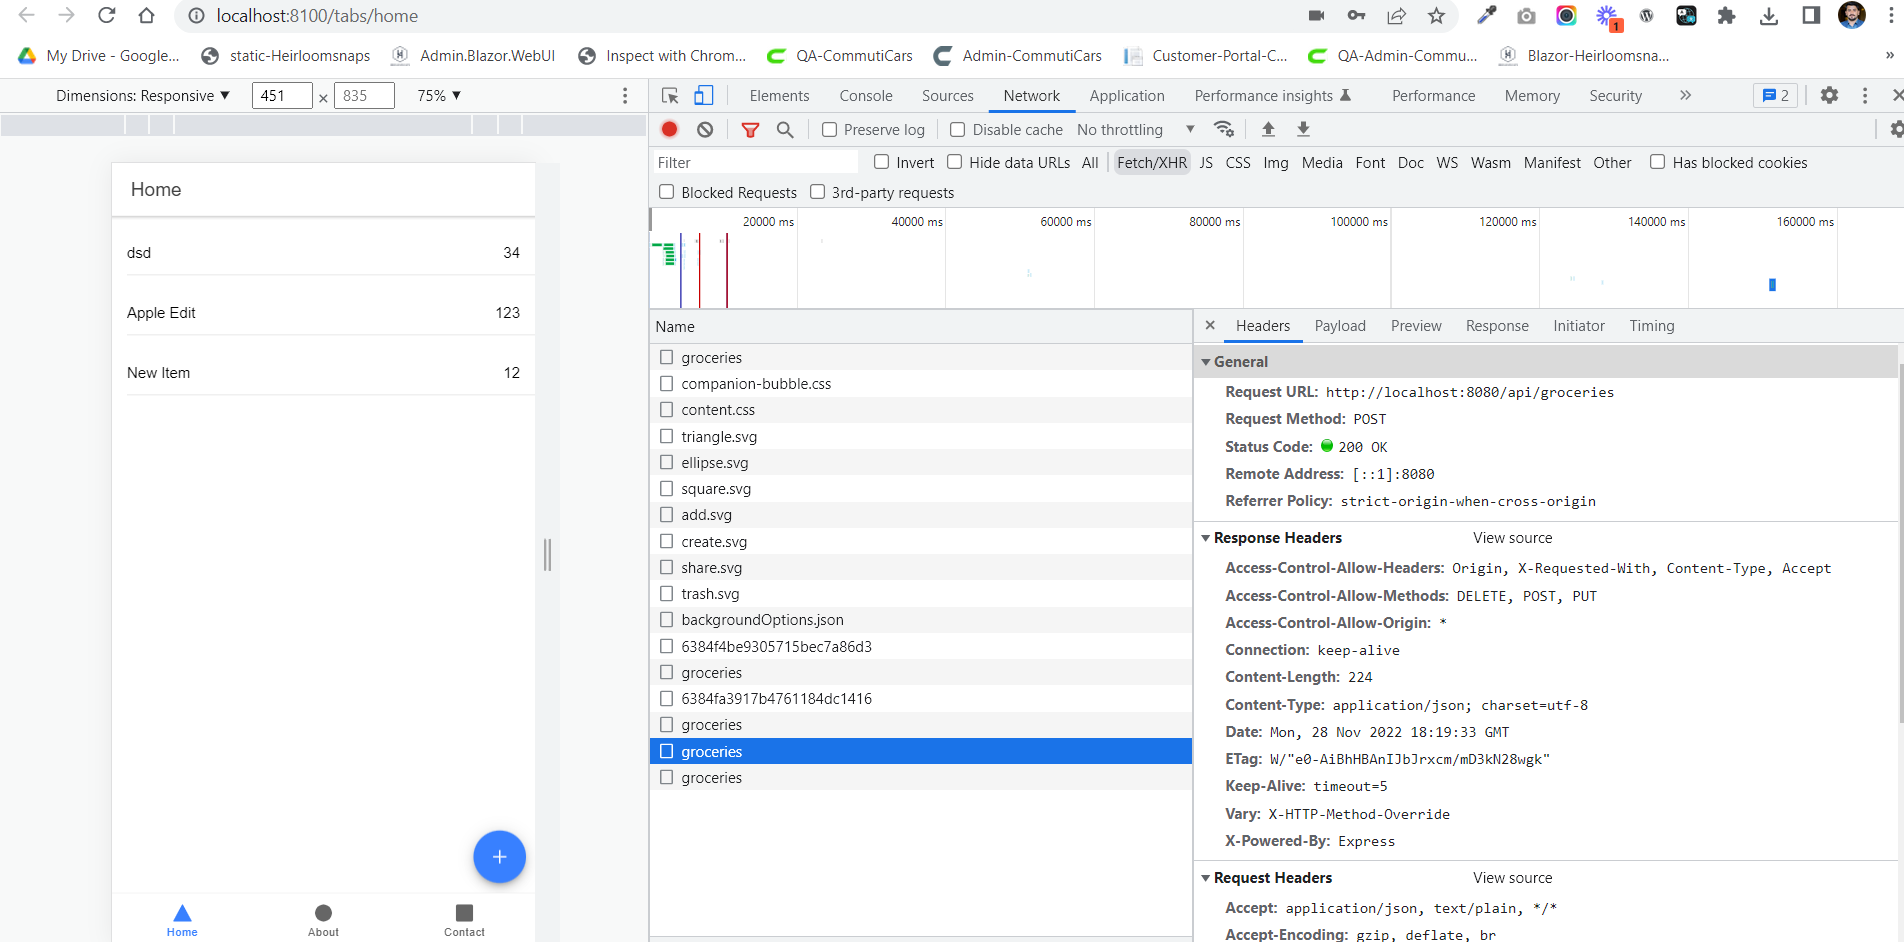 localhost:8100/tabs/home
1
My Drive - Google...
static-Heirloomsnaps
Admin.Blazor.WebUI
Inspect with Chrom...
QA-CommutiCars
Admin-CommutiCars
Customer-Portal-C...
QA-Admin-Commu...
Blazor-Heirloomsna...
»
Dimensions: Responsive ▼ 451 × 835 75% ▼
Elements Console Sources Network Application Performance insights Performance Memory Security » 2
Preserve log Disable cache No throttling ▼
Filter Invert Hide data URLs All Fetch/XHR JS CSS Img Media Font Doc WS Wasm Manifest Other Has blocked cookies
Blocked Requests 3rd-party requests
20000 ms 40000 ms 60000 ms 80000 ms 100000 ms 120000 ms 140000 ms 160000 ms
Home
dsd 34
Apple Edit 123
New Item 12
+
Home About Contact
Name
groceries
companion-bubble.css
content.css
triangle.svg
ellipse.svg
square.svg
add.svg
create.svg
share.svg
trash.svg
backgroundOptions.json
6384f4be9305715bec7a86d3
groceries
6384fa3917b4761184dc1416
groceries
groceries
groceries
× Headers Payload Preview Response Initiator Timing
General
Request URL: http://localhost:8080/api/groceries
Request Method: POST
Status Code: 200 OK
Remote Address: [::1]:8080
Referrer Policy: strict-origin-when-cross-origin
Response Headers View source
Access-Control-Allow-Headers: Origin, X-Requested-With, Content-Type, Accept
Access-Control-Allow-Methods: DELETE, POST, PUT
Access-Control-Allow-Origin: *
Connection: keep-alive
Content-Length: 224
Content-Type: application/json; charset=utf-8
Date: Mon, 28 Nov 2022 18:19:33 GMT
ETag: W/"e0-AiBhHBAnIJbJrxcm/mD3kN28wgk"
Keep-Alive: timeout=5
Vary: X-HTTP-Method-Override
X-Powered-By: Express
Request Headers View source
Accept: application/json, text/plain, */*
Accept-Encoding: gzip, deflate, br